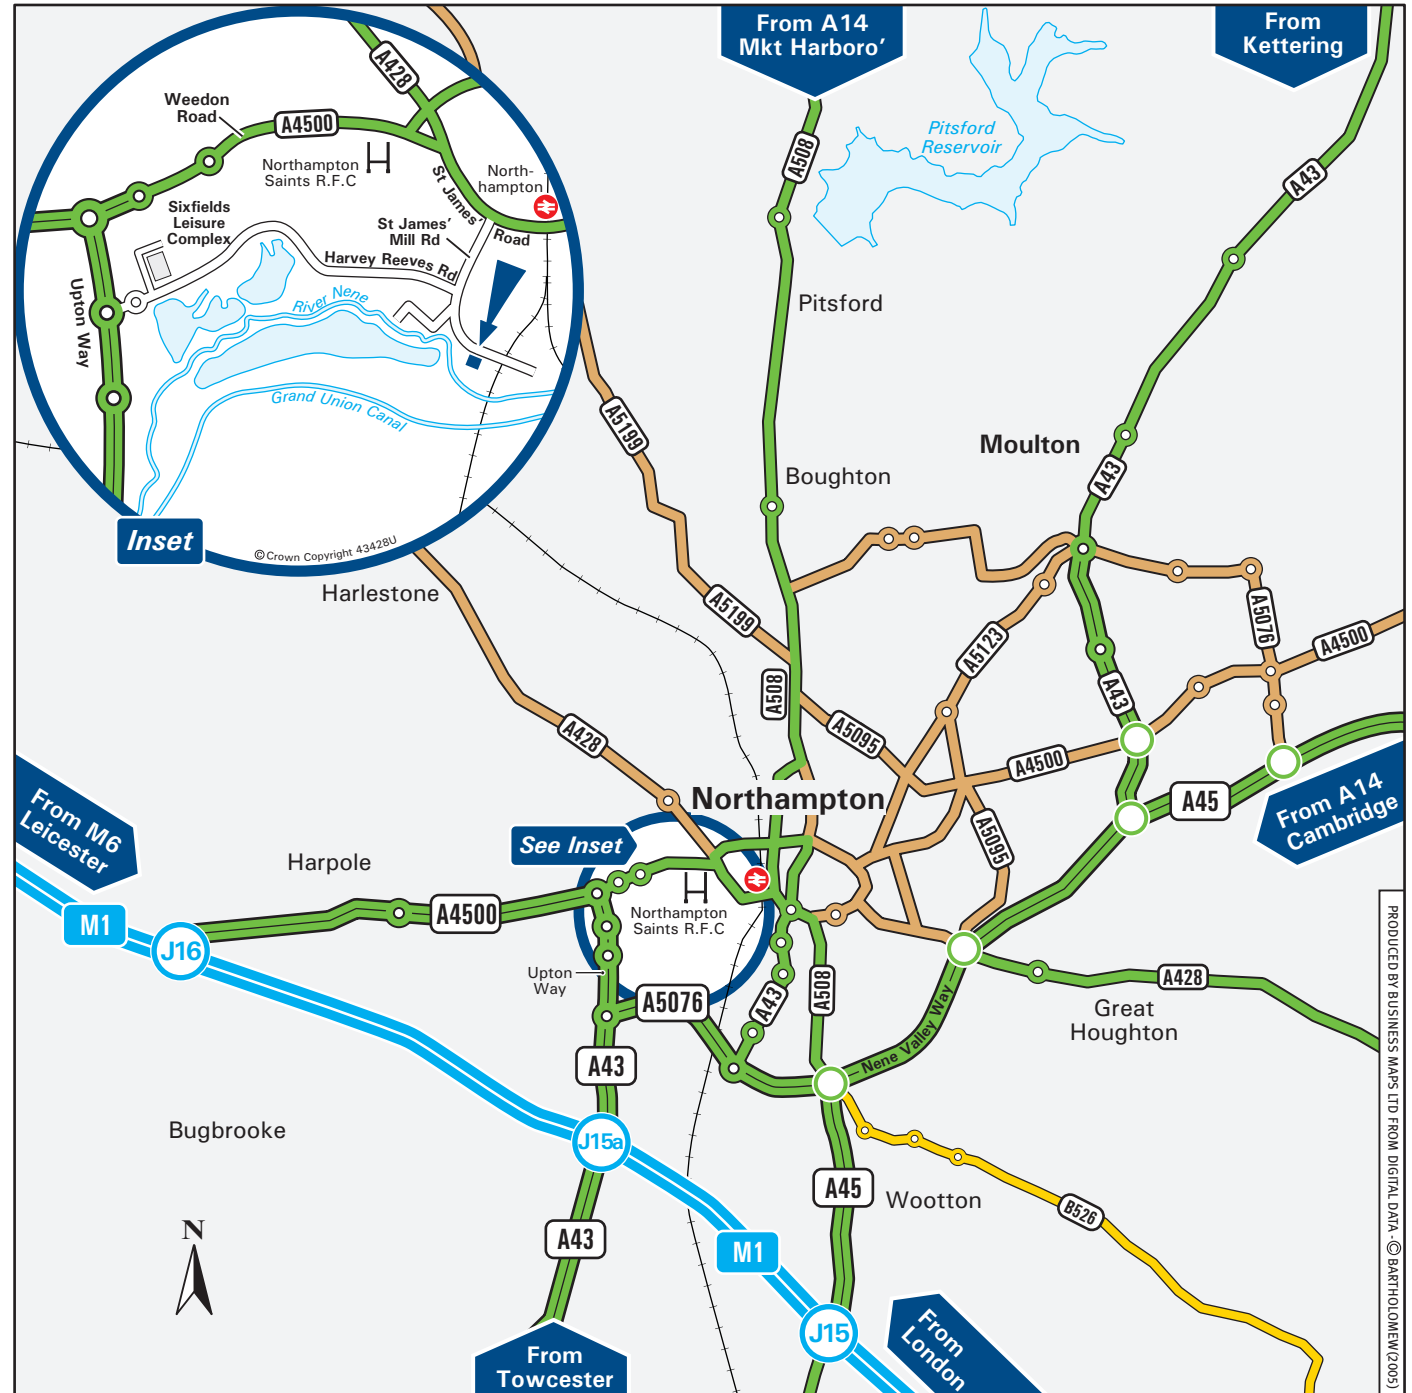 From A14
Mkt Harboro’
From
Kettering
A428
Weedon
Road
A4500
Northampton
Saints R.F.C
North-
hampton
St James’
Road
Sixfields
Leisure
Complex
St James’
Mill Rd
Harvey Reeves Rd
Upton Way
River Nene
Grand Union Canal
Inset
© Crown Copyright 43428U
A508
Pitsford
Reservoir
A43
Pitsford
A5199
Moulton
A43
Boughton
Harlestone
A5199
A5123
A5076
A4500
A508
A43
A5095
A428
A4500
Northampton
A45
From A14
Cambridge
From M6
Leicester
See Inset
Harpole
A5095
M1
A4500
J16
Northampton
Saints R.F.C
Upton
Way
A5076
A43
A508
A428
Great
Houghton
Nene Valley Way
A43
Bugbrooke
J15a
A45
Wootton
B526
N
A43
M1
J15
From
London
From
Towcester
PRODUCED BY BUSINESS MAPS LTD FROM DIGITAL DATA - © BARTHOLOMEW(2005)